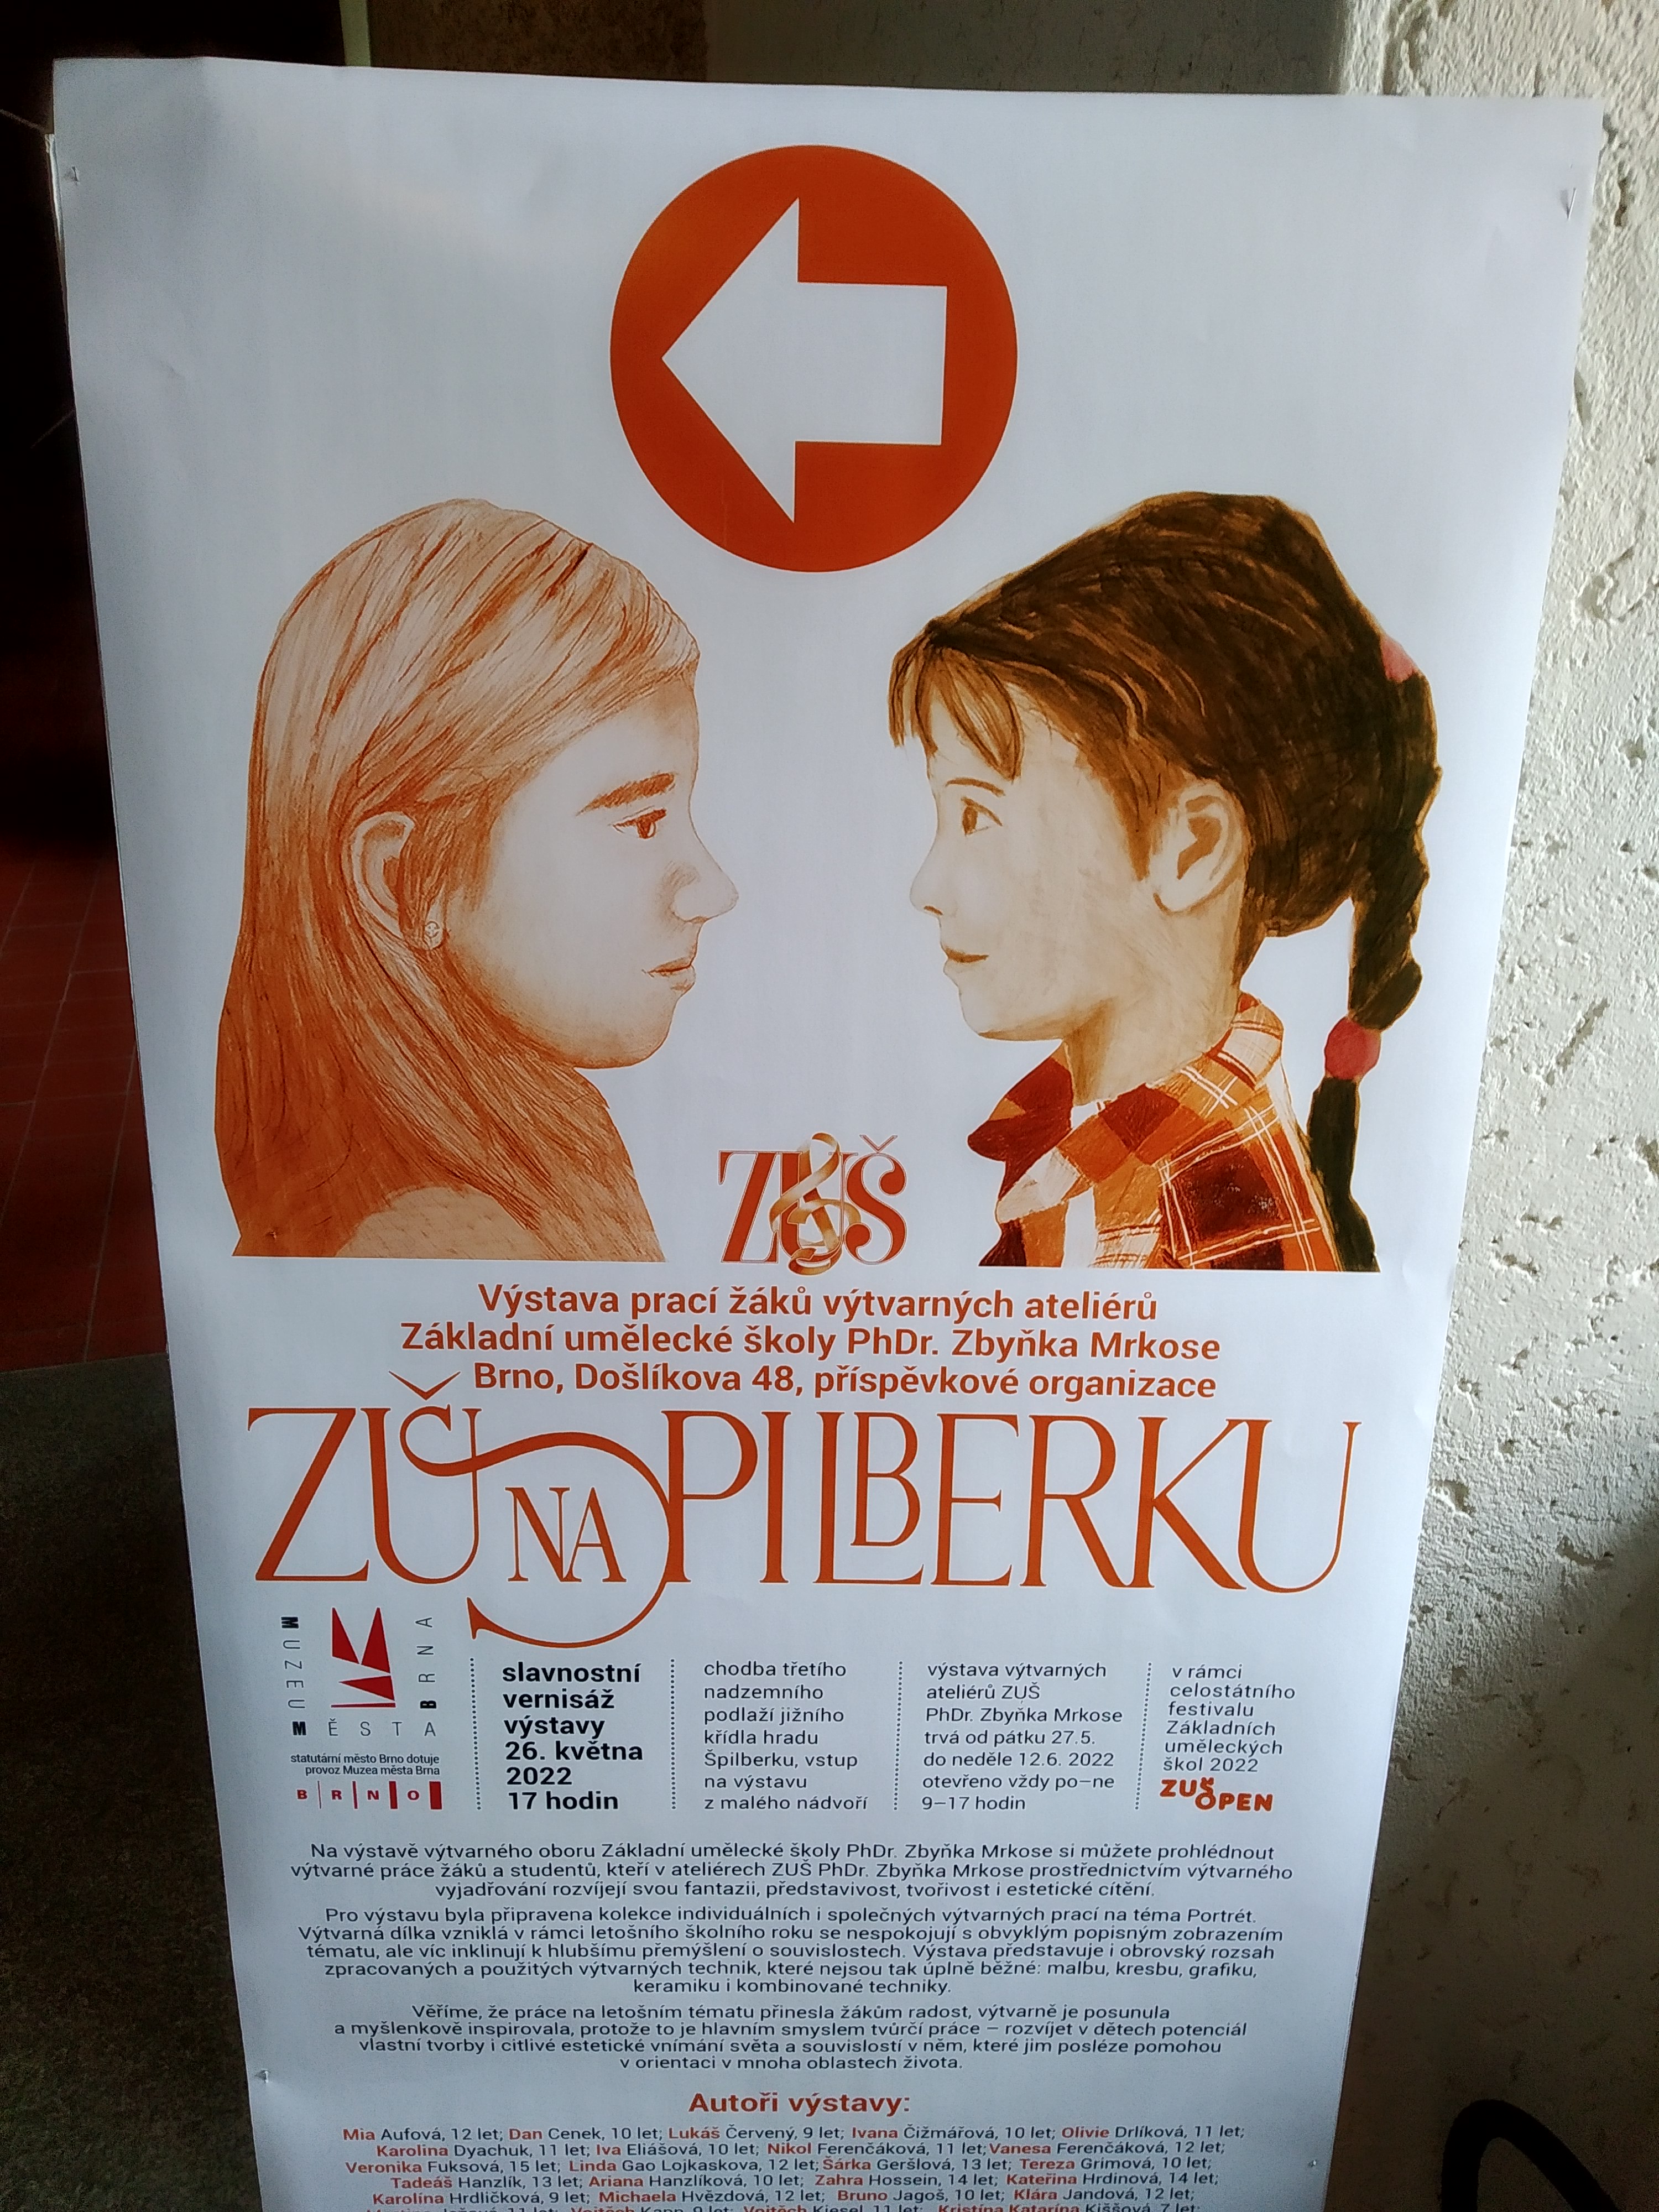 ZUŠ
Výstava prací žáků výtvarných ateliérů
Základní umělecké školy PhDr. Zbyňka Mrkose
Brno, Došlíkova 48, příspěvkové organizace
ZUŠ NA ŠPILBERKU
MUZEUM
MĚSTA
BRNA
statutární město Brno dotuje
provoz Muzea města Brna
BRNO
slavnostní
vernisáž
výstavy
26. května
2022
17 hodin
chodba třetího
nadzemního
podlaží jižního
křídla hradu
Špilberku, vstup
na výstavu
z malého nádvoří
výstava výtvarných
ateliérů ZUŠ
PhDr. Zbyňka Mrkose
trvá od pátku 27.5.
do neděle 12.6. 2022
otevřeno vždy po–ne
9–17 hodin
v rámci
celostátního
festivalu
Základních
uměleckých
škol 2022
ZUŠ
OPEN
Na výstavě výtvarného oboru Základní umělecké školy PhDr. Zbyňka Mrkose si můžete prohlédnout
výtvarné práce žáků a studentů, kteří v ateliérech ZUŠ PhDr. Zbyňka Mrkose prostřednictvím výtvarného
vyjadřování rozvíjejí svou fantazii, představivost, tvořivost i estetické cítění.
Pro výstavu byla připravena kolekce individuálních i společných výtvarných prací na téma Portrét.
Výtvarná dílka vzniklá v rámci letošního školního roku se nespokojují s obvyklým popisným zobrazením
tématu, ale víc inklinují k hlubšímu přemýšlení o souvislostech. Výstava představuje i obrovský rozsah
zpracovaných a použitých výtvarných technik, které nejsou tak úplně běžné: malbu, kresbu, grafiku,
keramiku i kombinované techniky.
Věříme, že práce na letošním tématu přinesla žákům radost, výtvarně je posunula
a myšlenkově inspirovala, protože to je hlavním smyslem tvůrčí práce – rozvíjet v dětech potenciál
vlastní tvorby i citlivé estetické vnímání světa a souvislostí v něm, které jim posléze pomohou
v orientaci v mnoha oblastech života.
Autoři výstavy:
Mia Aufová, 12 let; Dan Cenek, 10 let; Lukáš Červený, 9 let; Ivana Čižmářová, 10 let; Olivie Drlíková, 11 let;
Karolina Dyachuk, 11 let; Iva Eliášová, 10 let; Nikol Ferenčáková, 11 let; Vanesa Ferenčáková, 12 let;
Veronika Fuksová, 15 let; Linda Gao Lojkaskova, 12 let; Šárka Geršlová, 13 let; Tereza Grimová, 10 let;
Tadeáš Hanzlík, 13 let; Ariana Hanzlíková, 10 let; Zahra Hossein, 14 let; Kateřina Hrdinová, 14 let;
Karolína Hrdličková, 9 let; Michaela Hvězdová, 12 let; Bruno Jagoš, 10 let; Klára Jandová, 12 let;